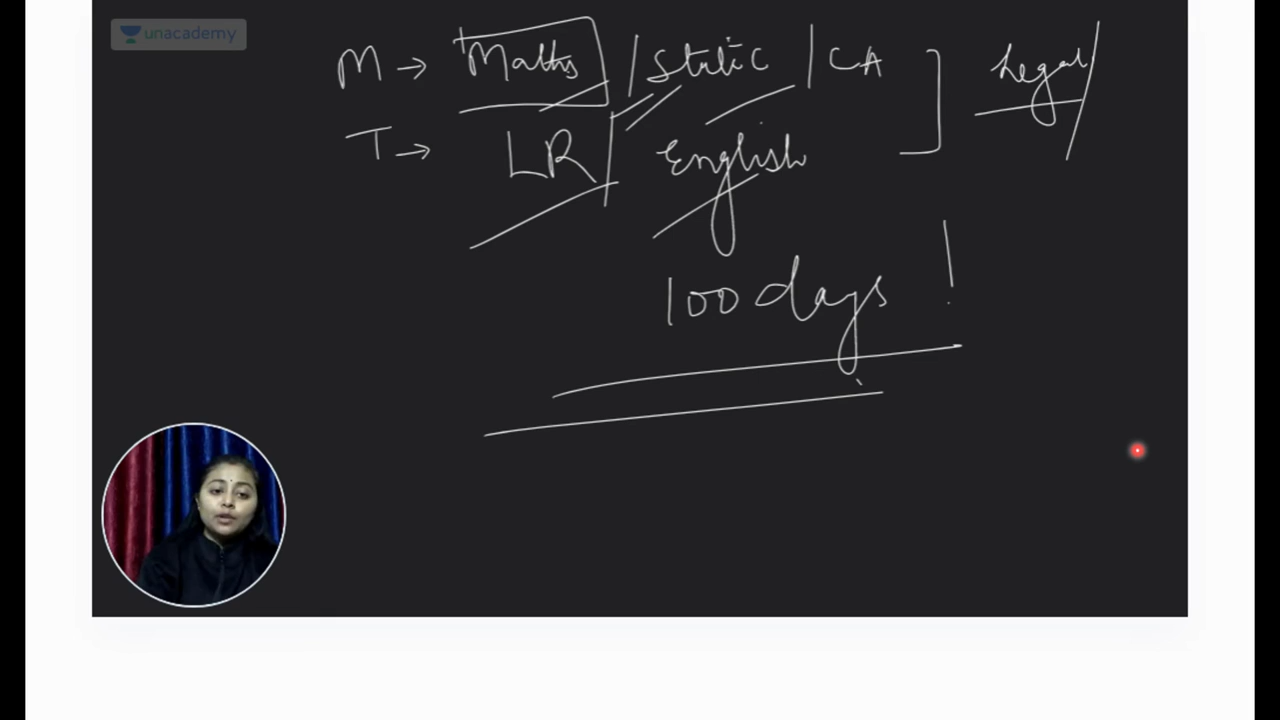 unacademy
M → Maths / Static / CA ] Legal /
T → LR / English
100 days !